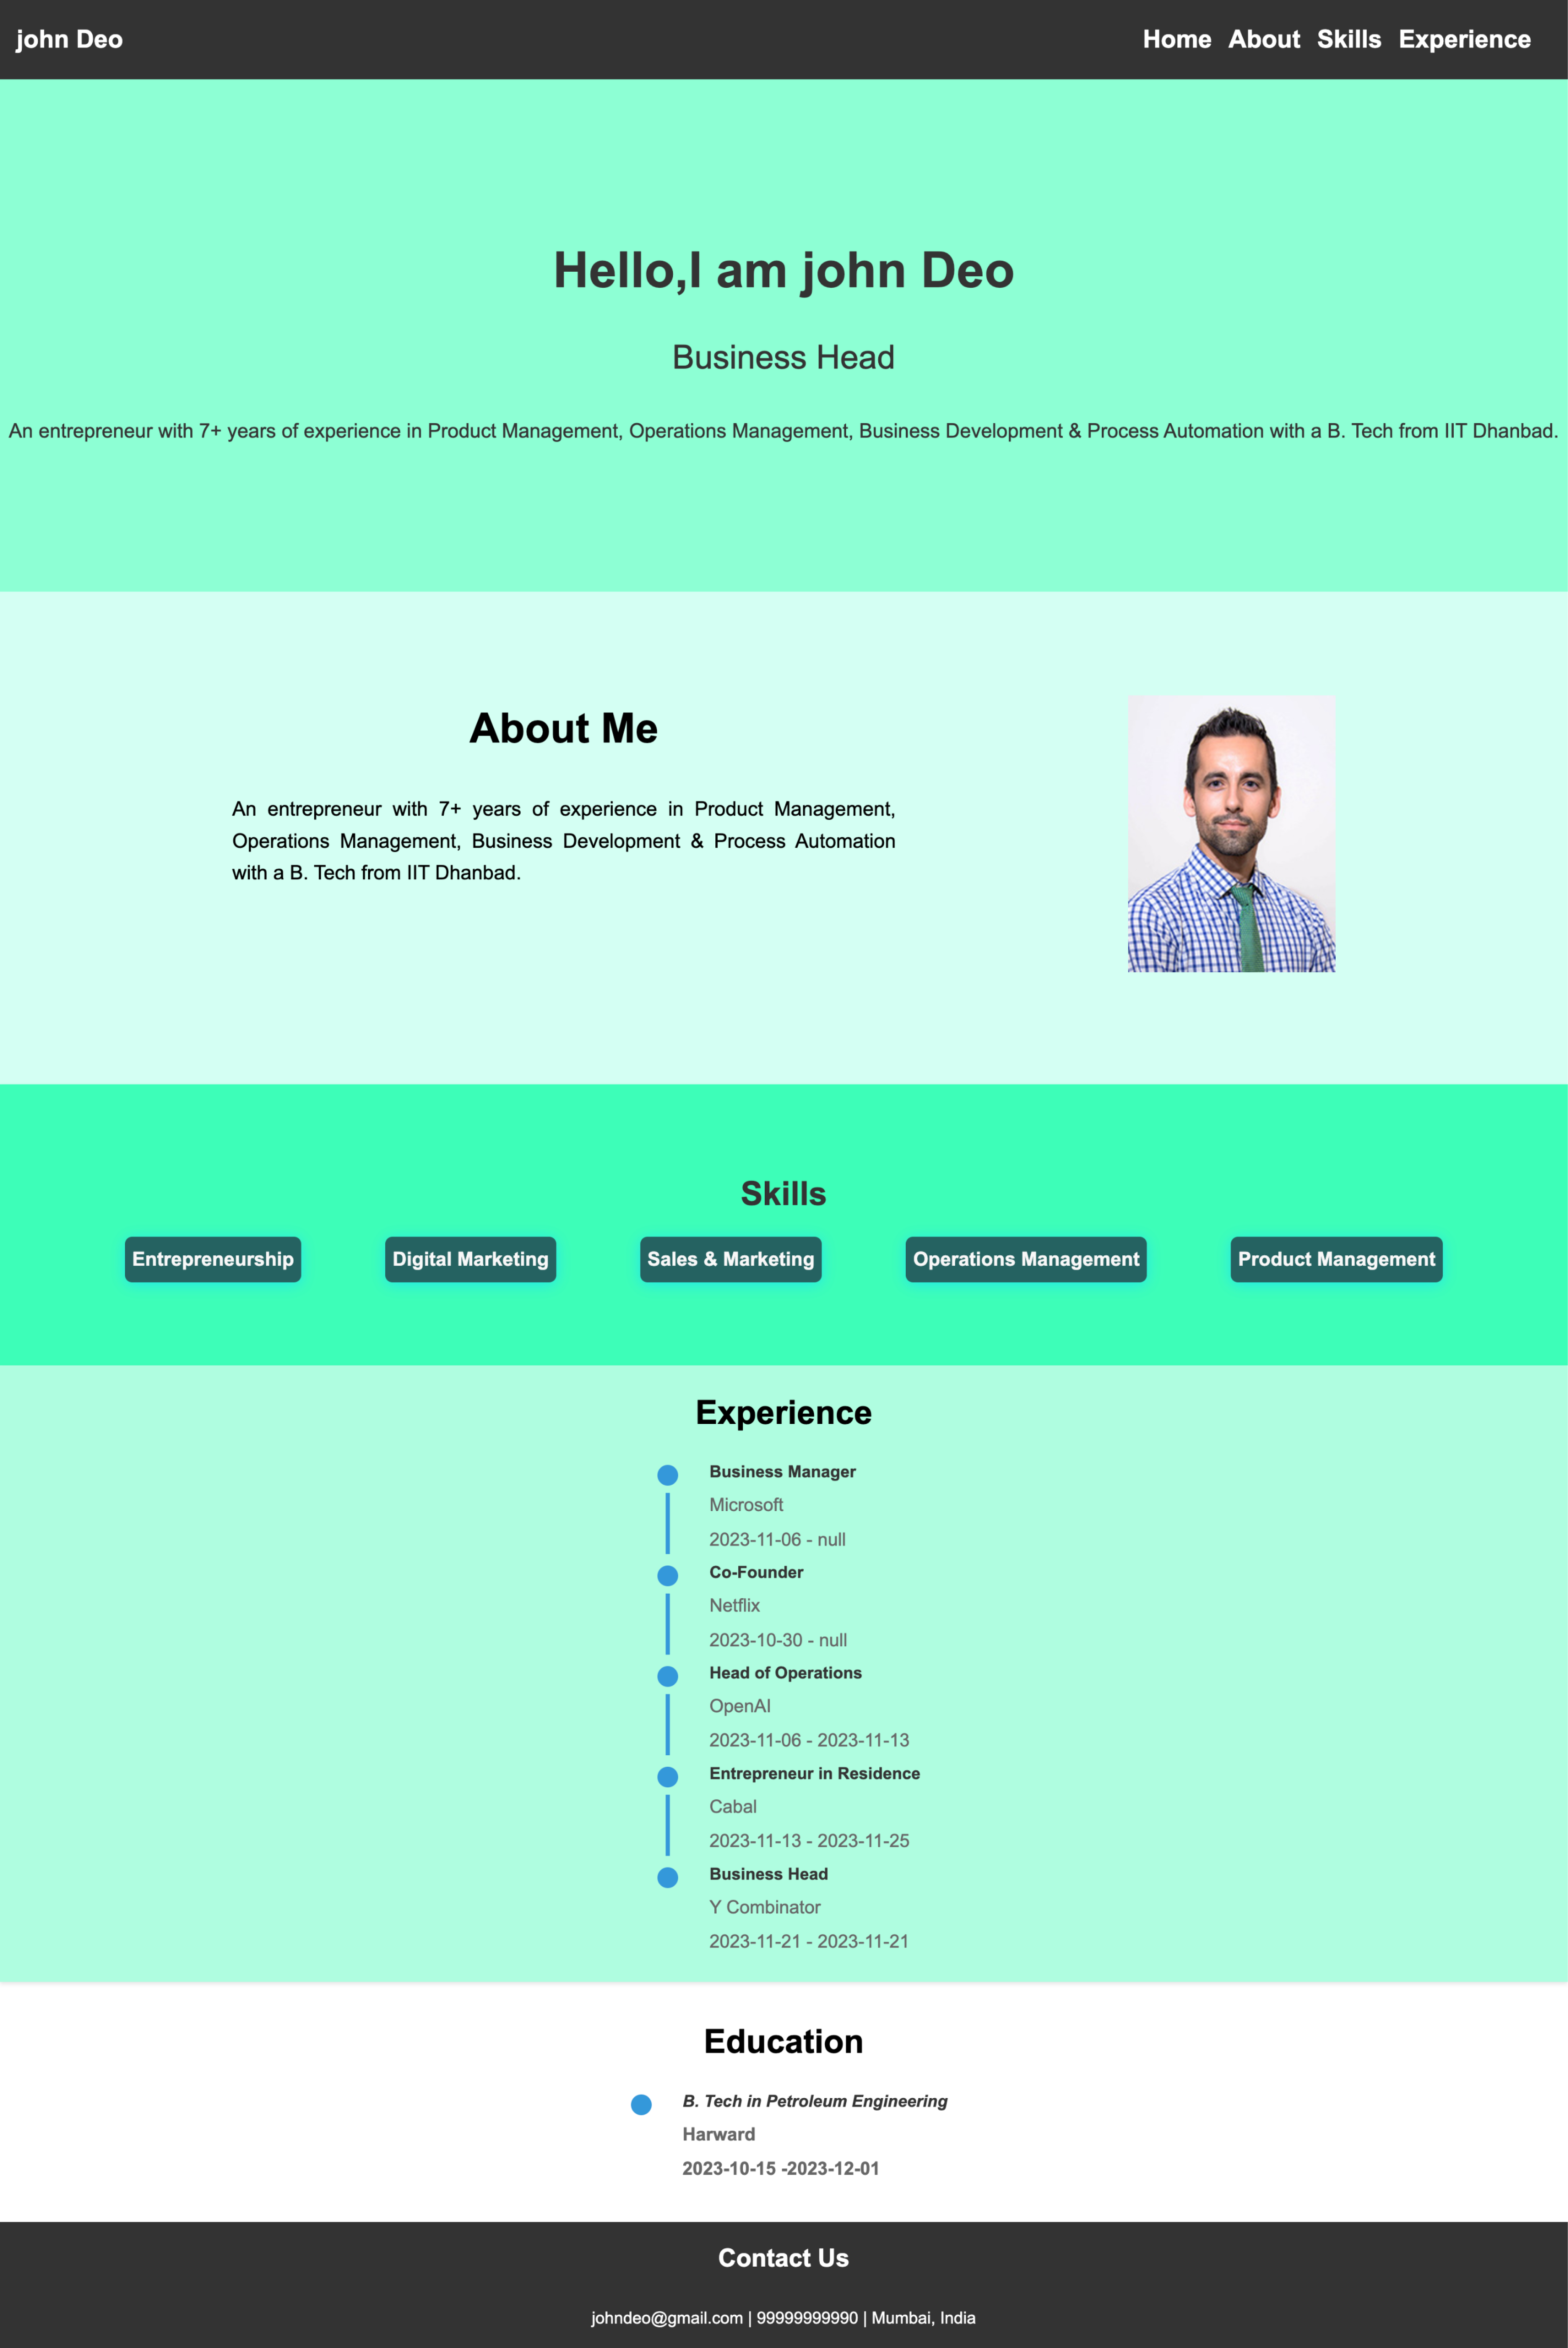 john Deo
Home About Skills Experience
Hello,I am john Deo
Business Head
An entrepreneur with 7+ years of experience in Product Management, Operations Management, Business Development & Process Automation with a B. Tech from IIT Dhanbad.
About Me
An entrepreneur with 7+ years of experience in Product Management,
Operations Management, Business Development & Process Automation
with a B. Tech from IIT Dhanbad.
Skills
Entrepreneurship Digital Marketing Sales & Marketing Operations Management Product Management
Experience
Business Manager
Microsoft
2023-11-06 - null
Co-Founder
Netflix
2023-10-30 - null
Head of Operations
OpenAI
2023-11-06 - 2023-11-13
Entrepreneur in Residence
Cabal
2023-11-13 - 2023-11-25
Business Head
Y Combinator
2023-11-21 - 2023-11-21
Education
B. Tech in Petroleum Engineering
Harward
2023-10-15 -2023-12-01
Contact Us
johndeo@gmail.com | 99999999990 | Mumbai, India